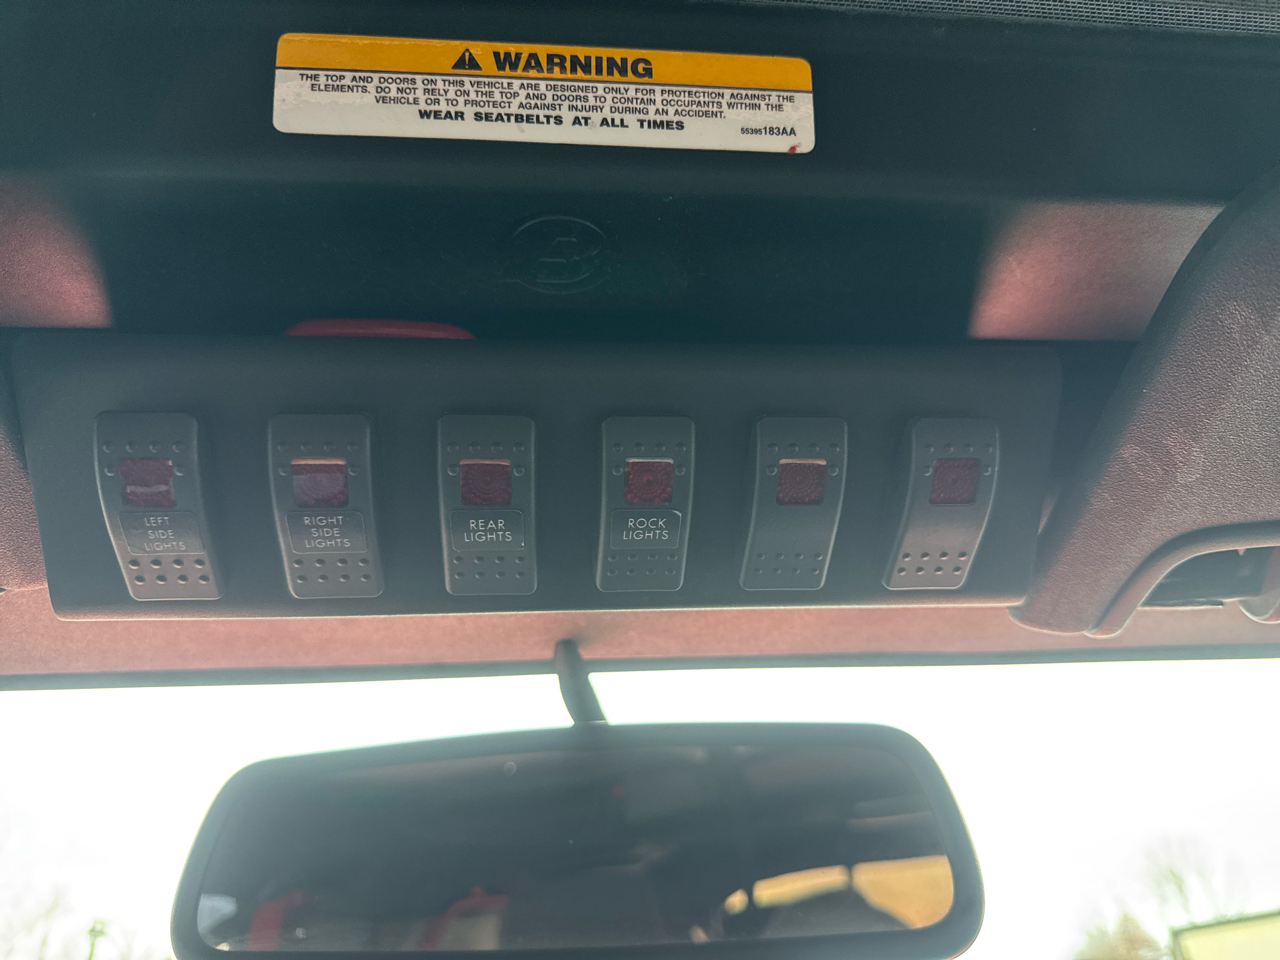 WARNING
THE TOP AND DOORS ON THIS VEHICLE ARE DESIGNED ONLY FOR PROTECTION AGAINST THE
ELEMENTS. DO NOT RELY ON THE TOP AND DOORS TO CONTAIN OCCUPANTS WITHIN THE
VEHICLE OR TO PROTECT AGAINST INJURY DURING AN ACCIDENT.
WEAR SEATBELTS AT ALL TIMES
55395183AA
LEFT
SIDE
LIGHTS
RIGHT
SIDE
LIGHTS
REAR
LIGHTS
ROCK
LIGHTS